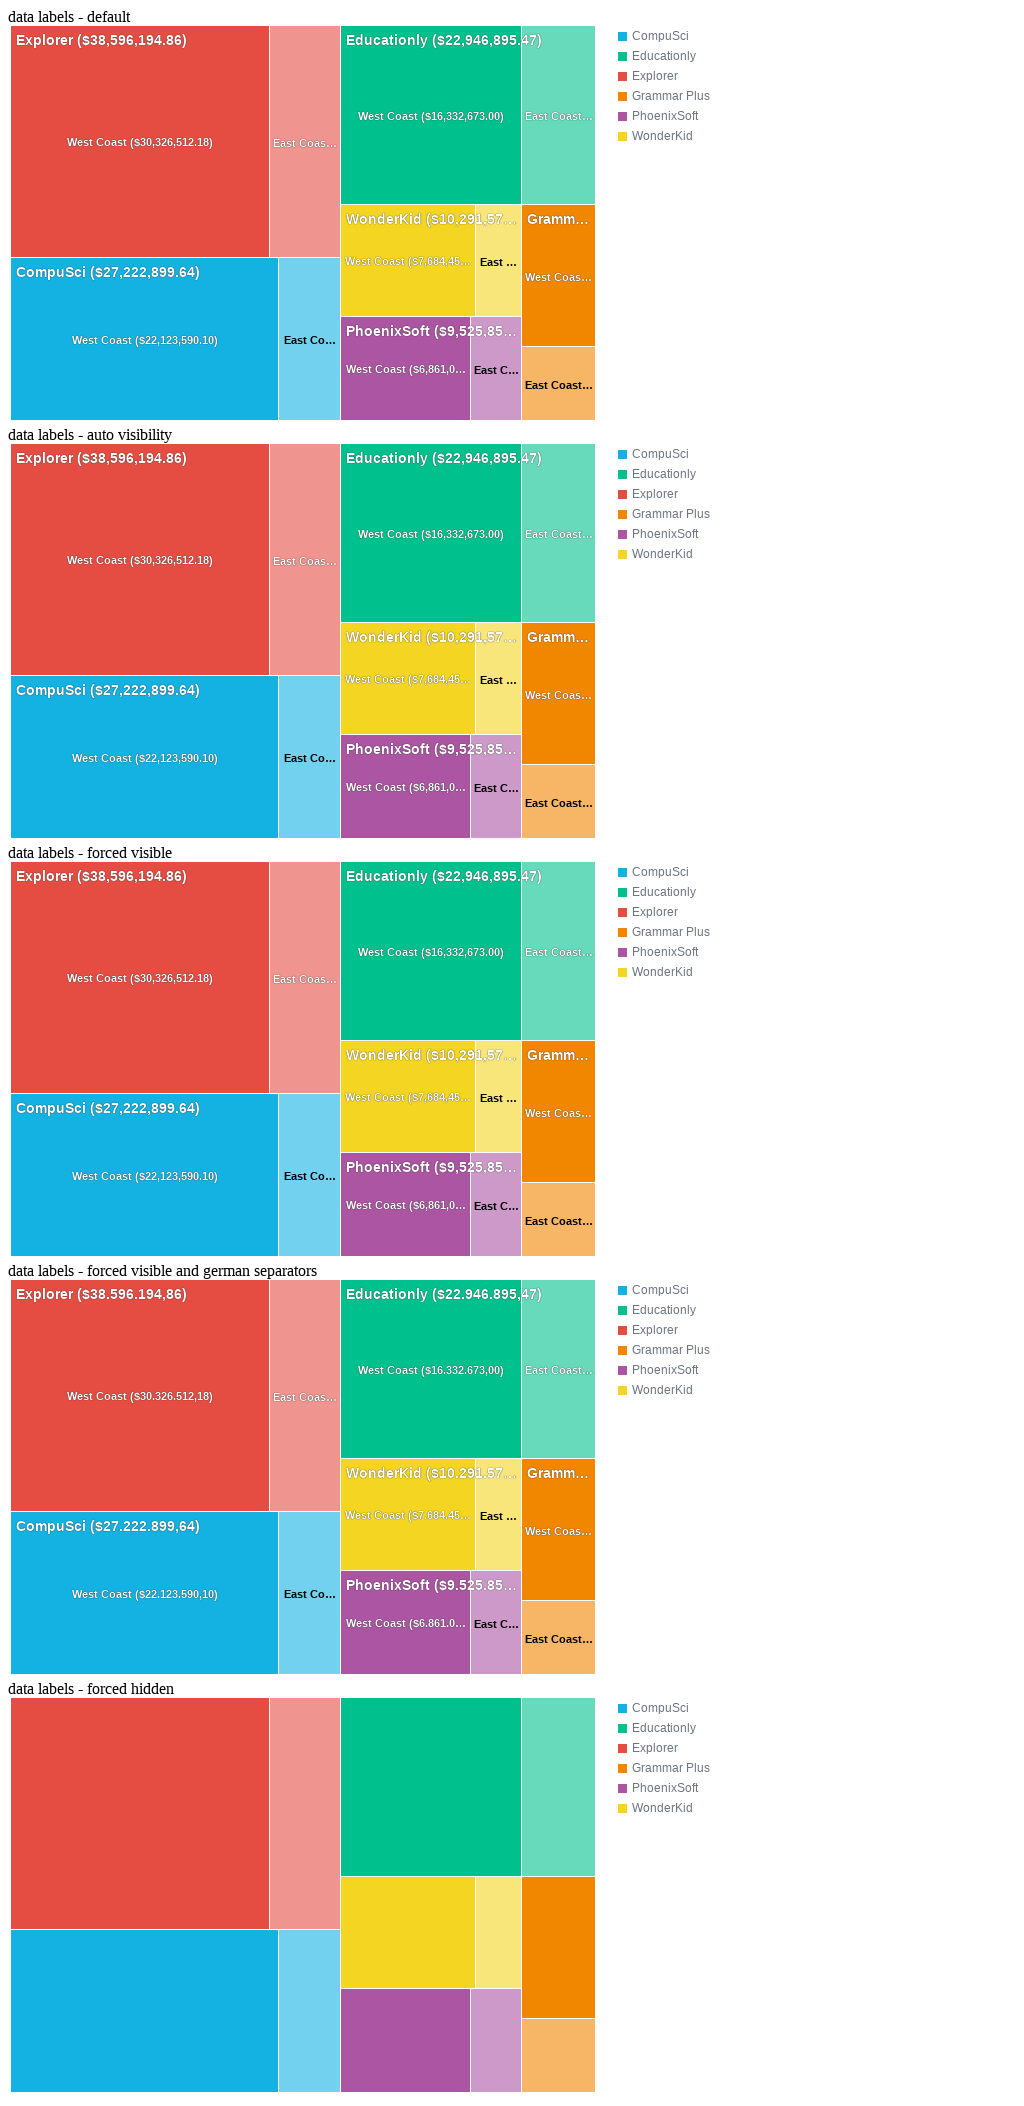 data labels - default
Explorer ($38,596,194.86)
West Coast ($30,326,512.18)
East Coas…
Educationly ($22,946,895.47)
West Coast ($16,332,673.00)
East Coast…
CompuSci ($27,222,899.64)
West Coast ($22,123,590.10)
East Co…
WonderKid ($10,291,57…
West Coast ($7,684,45…
East …
Gramm…
West Coas…
PhoenixSoft ($9,525,85…
West Coast ($6,861,0…
East C…
East Coast…
CompuSci
Educationly
Explorer
Grammar Plus
PhoenixSoft
WonderKid
data labels - auto visibility
Explorer ($38,596,194.86)
West Coast ($30,326,512.18)
East Coas…
Educationly ($22,946,895.47)
West Coast ($16,332,673.00)
East Coast…
CompuSci ($27,222,899.64)
West Coast ($22,123,590.10)
East Co…
WonderKid ($10,291,57…
West Coast ($7,684,45…
East …
Gramm…
West Coas…
PhoenixSoft ($9,525,85…
West Coast ($6,861,0…
East C…
East Coast…
CompuSci
Educationly
Explorer
Grammar Plus
PhoenixSoft
WonderKid
data labels - forced visible
Explorer ($38,596,194.86)
West Coast ($30,326,512.18)
East Coas…
Educationly ($22,946,895.47)
West Coast ($16,332,673.00)
East Coast…
CompuSci ($27,222,899.64)
West Coast ($22,123,590.10)
East Co…
WonderKid ($10,291,57…
West Coast ($7,684,45…
East …
Gramm…
West Coas…
PhoenixSoft ($9,525,85…
West Coast ($6,861,0…
East C…
East Coast…
CompuSci
Educationly
Explorer
Grammar Plus
PhoenixSoft
WonderKid
data labels - forced visible and german separators
Explorer ($38.596.194,86)
West Coast ($30.326.512,18)
East Coas…
Educationly ($22.946.895,47)
West Coast ($16.332.673,00)
East Coast…
CompuSci ($27.222.899,64)
West Coast ($22.123.590,10)
East Co…
WonderKid ($10.291.57…
West Coast ($7.684.45…
East …
Gramm…
West Coas…
PhoenixSoft ($9.525.85…
West Coast ($6.861.0…
East C…
East Coast…
CompuSci
Educationly
Explorer
Grammar Plus
PhoenixSoft
WonderKid
data labels - forced hidden
CompuSci
Educationly
Explorer
Grammar Plus
PhoenixSoft
WonderKid